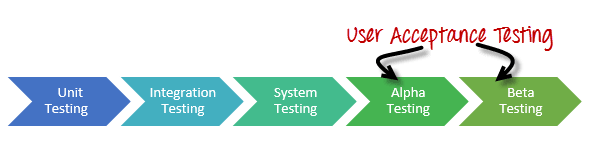 User Acceptance Testing
Unit
Testing
Integration
Testing
System
Testing
Alpha
Testing
Beta
Testing